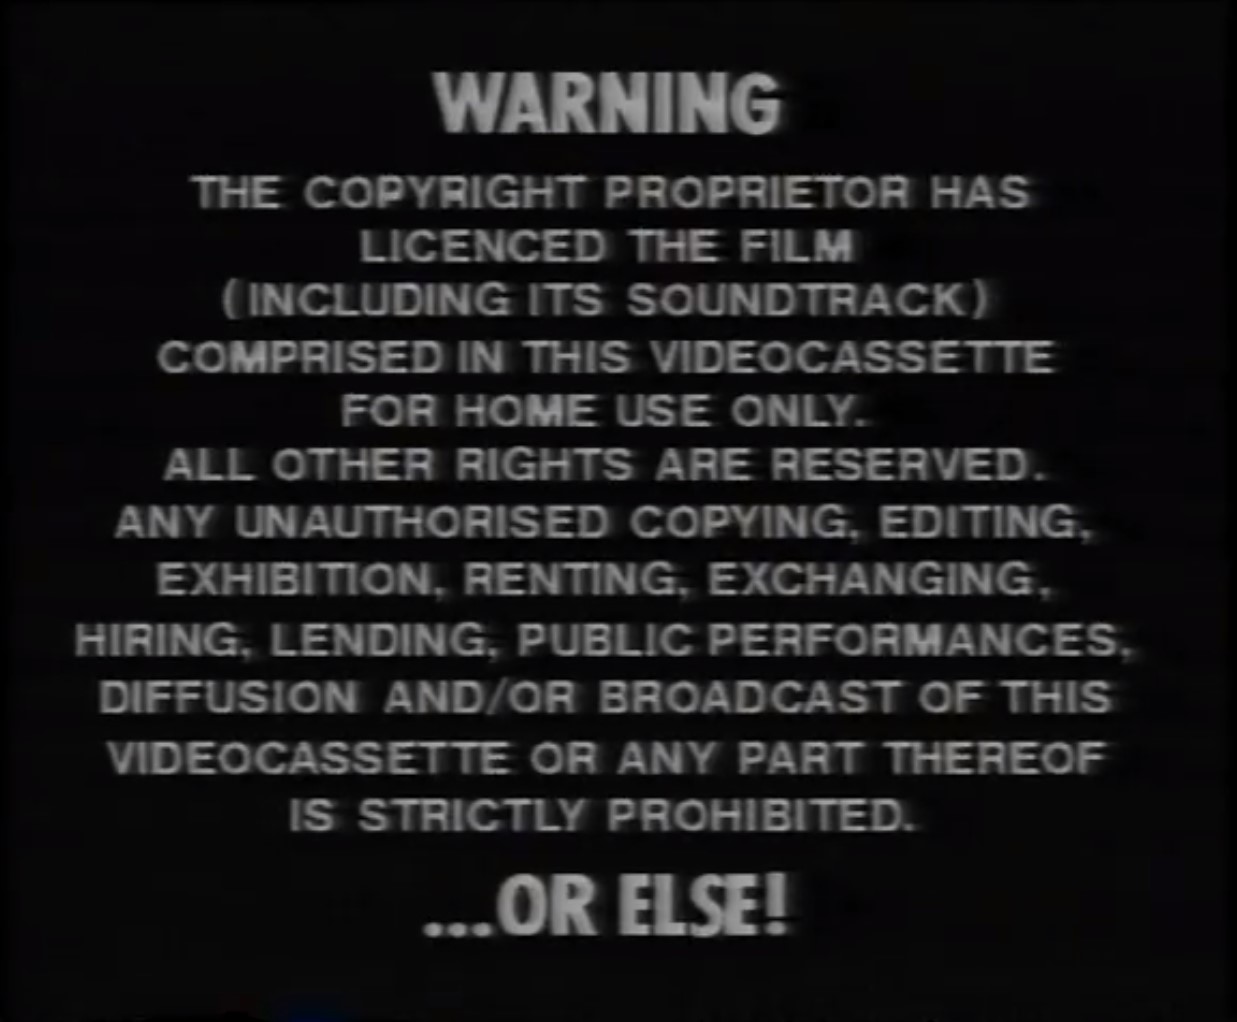 WARNING
THE COPYRIGHT PROPRIETOR HAS
LICENCED THE FILM
(INCLUDING ITS SOUNDTRACK)
COMPRISED IN THIS VIDEOCASSETTE
FOR HOME USE ONLY.
ALL OTHER RIGHTS ARE RESERVED.
ANY UNAUTHORISED COPYING, EDITING,
EXHIBITION, RENTING, EXCHANGING,
HIRING, LENDING, PUBLIC PERFORMANCES,
DIFFUSION AND/OR BROADCAST OF THIS
VIDEOCASSETTE OR ANY PART THEREOF
IS STRICTLY PROHIBITED.
...OR ELSE!